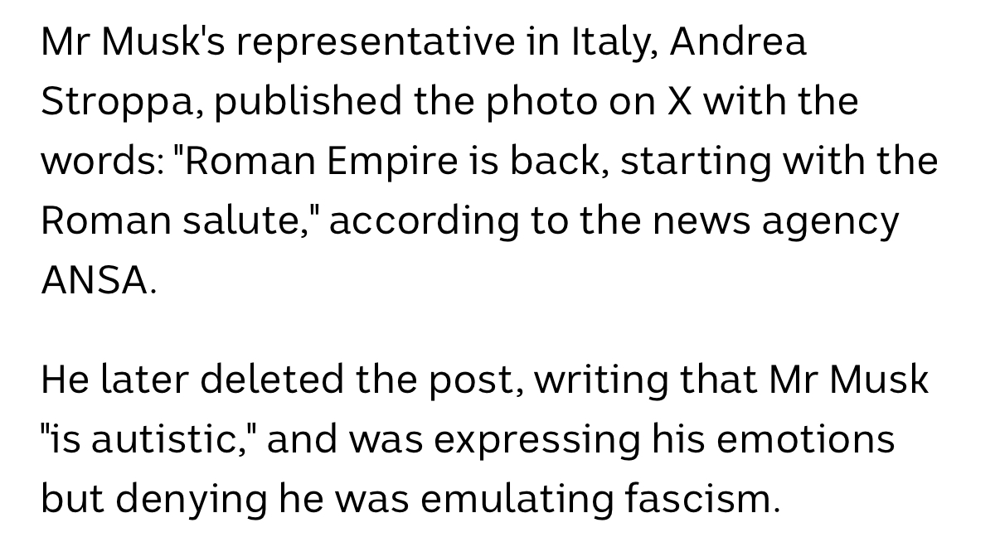 Mr Musk's representative in Italy, Andrea
Stroppa, published the photo on X with the
words: "Roman Empire is back, starting with the
Roman salute," according to the news agency
ANSA.
He later deleted the post, writing that Mr Musk
"is autistic," and was expressing his emotions
but denying he was emulating fascism.